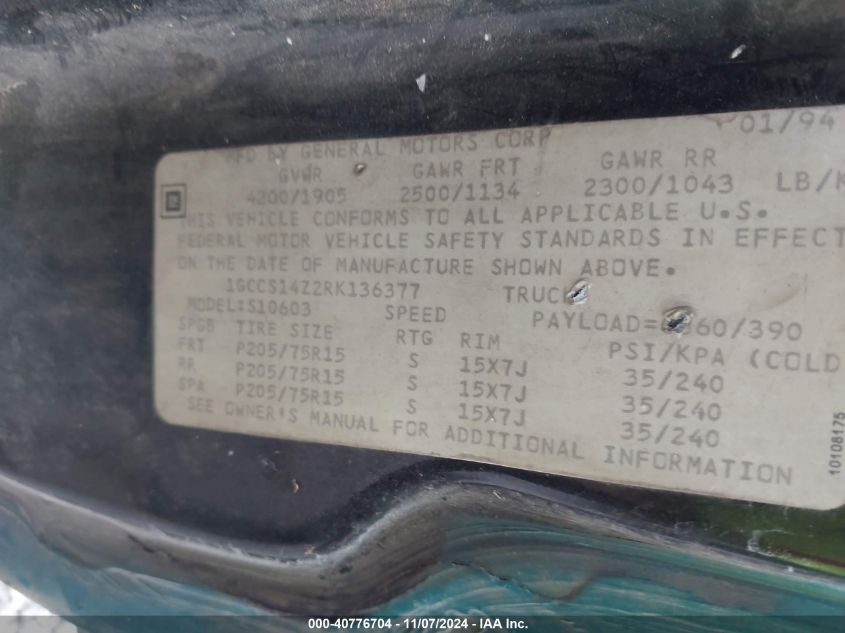 01/94
MFD BY GENERAL MOTORS CORP
GVWR GAWR FRT GAWR RR
4200/1905 2500/1134 2300/1043 LB/K
THIS VEHICLE CONFORMS TO ALL APPLICABLE U.S.
FEDERAL MOTOR VEHICLE SAFETY STANDARDS IN EFFECT
ON THE DATE OF MANUFACTURE SHOWN ABOVE.
1GCCS14Z2RK136377 TRUCK
MODEL:S10603 SPEED PAYLOAD= 60/390
SPGB TIRE SIZE RTG RIM PSI/KPA (COLD
FRT P205/75R15 S 15X7J 35/240
RR P205/75R15 S 15X7J 35/240
SPA P205/75R15 S 15X7J 35/240
SEE OWNER'S MANUAL FOR ADDITIONAL INFORMATION
10108175
000-40776704 - 11/07/2024 - IAA Inc.